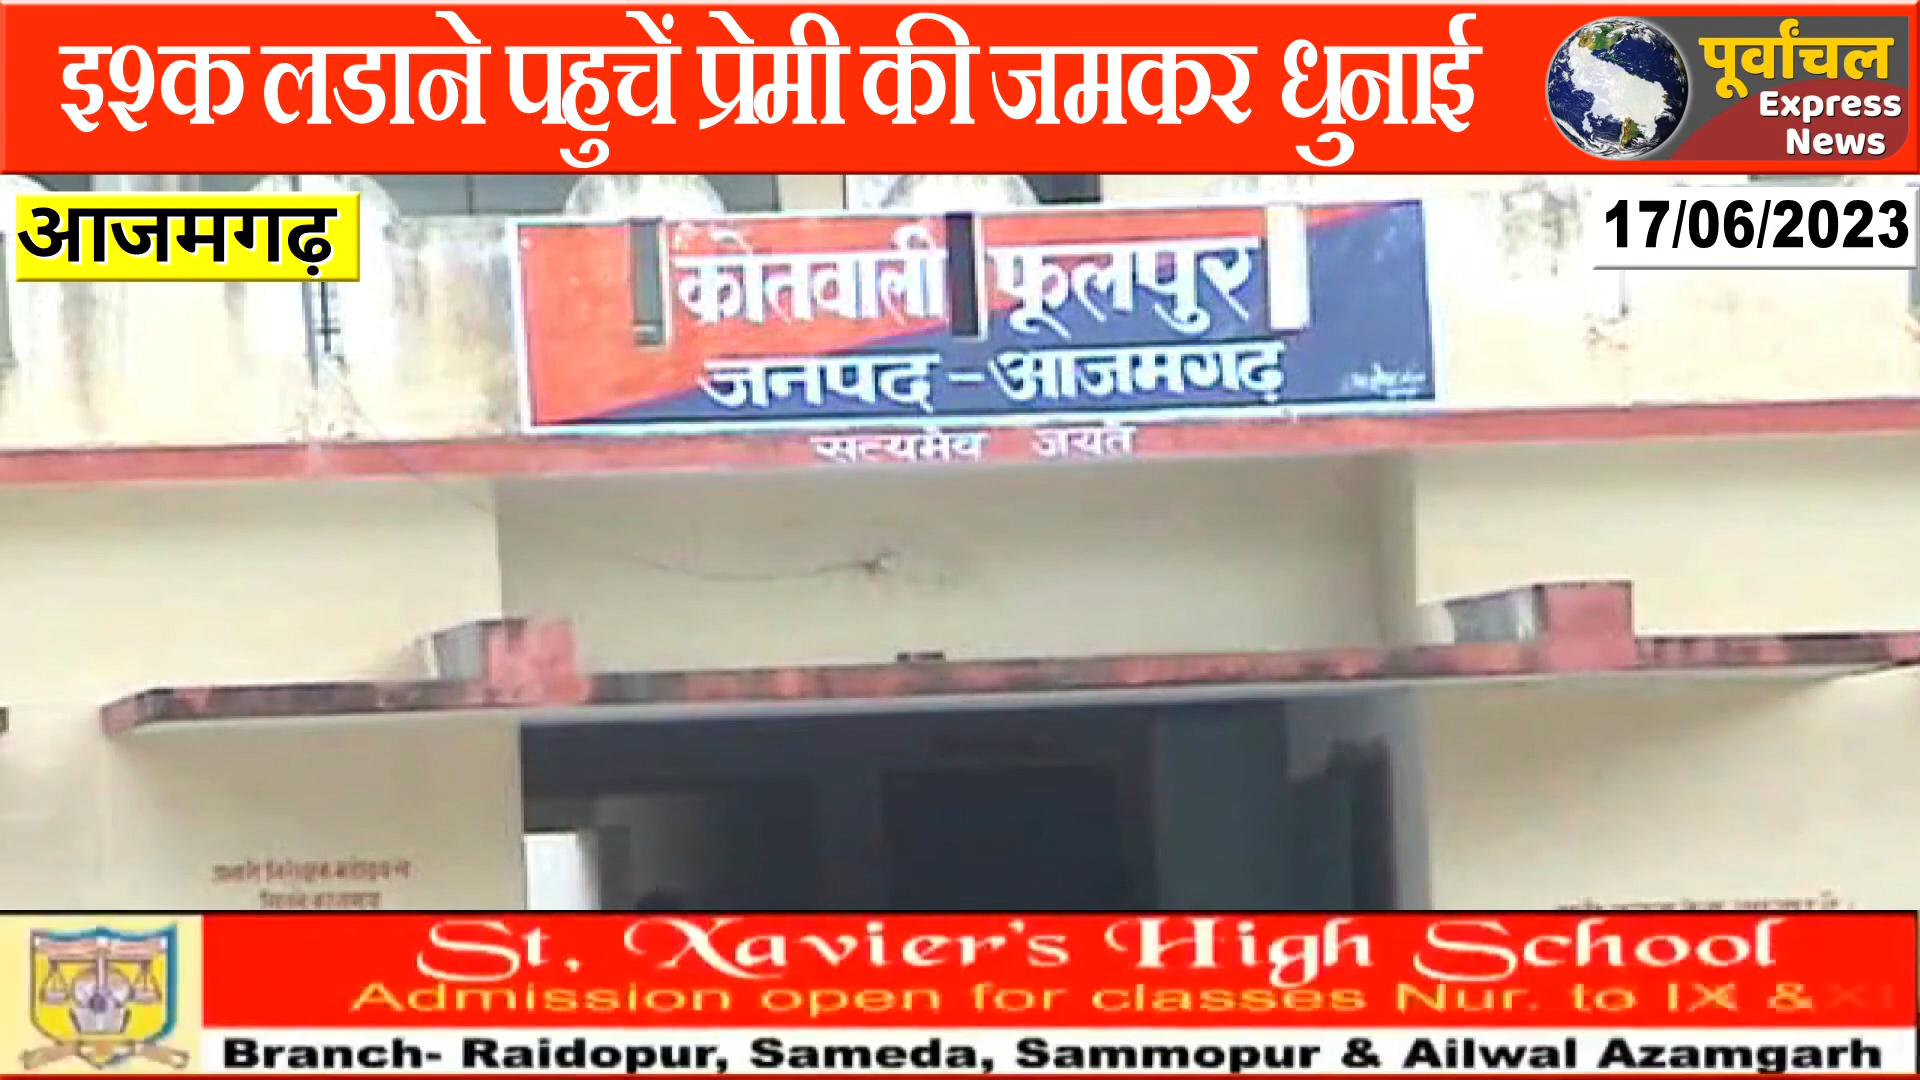 इश्क लडाने पहुचें प्रेमी की जमकर धुनाई
पूर्वांचल
Express
News
आजमगढ़
17/06/2023
कोतवाली फूलपुर
जनपद - आजमगढ़
सत्यमेव जयते
St. Xavier's High School
Admission open for classes Nur. to IX & XI
Branch- Raidopur, Sameda, Sammopur & Ailwal Azamgarh